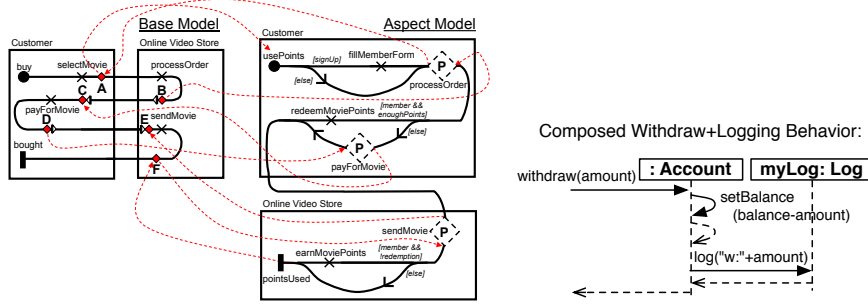 Base Model
Customer
Online Video Store
buy
selectMovie
processOrder
A
C
B
payForMovie
sendMovie
D
E
bought
F
Aspect Model
Customer
usePoints
[signUp]
fillMemberForm
P
[else]
processOrder
redeemMoviePoints
[member &&
enoughPoints]
[else]
P
payForMovie
Online Video Store
sendMovie
P
earnMoviePoints
[member &&
!redemption]
[else]
pointsUsed
Composed Withdraw+Logging Behavior:
withdraw(amount)
: Account
myLog: Log
setBalance
(balance-amount)
log("w:"+amount)